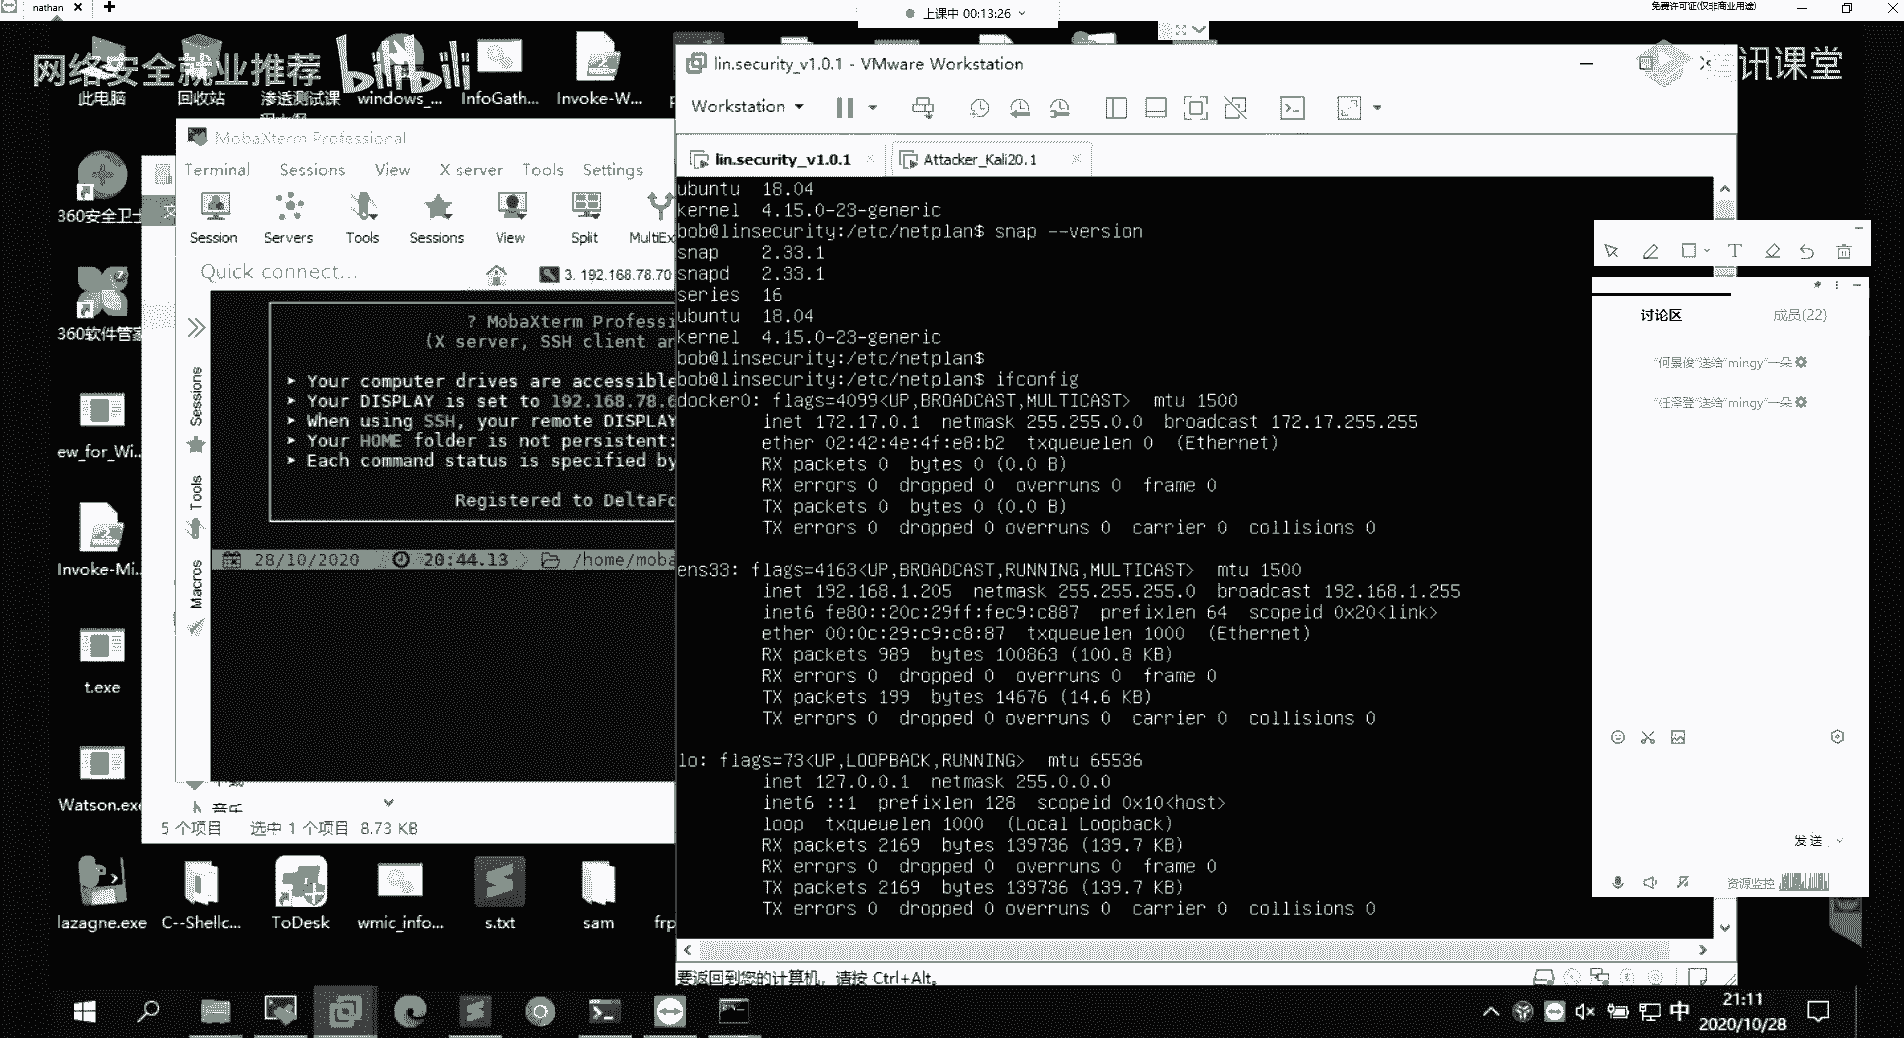 nathan
上课中 00:13:26
免费许可证(仅非商业用途)
网络安全就业推荐
bilibili
讯课堂
此电脑
回收站
渗透测试课
windows_...
InfoGath...
Invoke-W...
360安全卫士
360软件管家
ew_for_Wi...
Invoke-Mi...
t.exe
Watson.exe
lazagne.exe
C--Shellc...
ToDesk
wmic_info...
s.txt
sam
frp
MobaXterm Professional
Terminal Sessions View X server Tools Settings
Session Servers Tools Sessions View Split MultiEx
Quick connect...
3. 192.168.78.70
Sessions
Tools
Macros
? MobaXterm Professi
(X server, SSH client an
➤ Your computer drives are accessible
➤ Your DISPLAY is set to 192.168.78.6
➤ When using SSH, your remote DISPLAY
➤ Your HOME folder is not persistent:
➤ Each command status is specified by
Registered to DeltaFo
28/10/2020 20:44.13 /home/moba
音乐
5 个项目 选中 1 个项目 8.73 KB
lin.security_v1.0.1 - VMware Workstation
Workstation
lin.security_v1.0.1
Attacker_Kali20.1
ubuntu 18.04
kernel 4.15.0-23-generic
bob@linsecurity:/etc/netplan$ snap --version
snap 2.33.1
snapd 2.33.1
series 16
ubuntu 18.04
kernel 4.15.0-23-generic
bob@linsecurity:/etc/netplan$
bob@linsecurity:/etc/netplan$ ifconfig
docker0: flags=4099<UP,BROADCAST,MULTICAST> mtu 1500
inet 172.17.0.1 netmask 255.255.0.0 broadcast 172.17.255.255
ether 02:42:4e:4f:e8:b2 txqueuelen 0 (Ethernet)
RX packets 0 bytes 0 (0.0 B)
RX errors 0 dropped 0 overruns 0 frame 0
TX packets 0 bytes 0 (0.0 B)
TX errors 0 dropped 0 overruns 0 carrier 0 collisions 0
ens33: flags=4163<UP,BROADCAST,RUNNING,MULTICAST> mtu 1500
inet 192.168.1.205 netmask 255.255.255.0 broadcast 192.168.1.255
inet6 fe80::20c:29ff:fec9:c887 prefixlen 64 scopeid 0x20<link>
ether 00:0c:29:c9:c8:87 txqueuelen 1000 (Ethernet)
RX packets 989 bytes 100863 (100.8 KB)
RX errors 0 dropped 0 overruns 0 frame 0
TX packets 199 bytes 14676 (14.6 KB)
TX errors 0 dropped 0 overruns 0 carrier 0 collisions 0
lo: flags=73<UP,LOOPBACK,RUNNING> mtu 65536
inet 127.0.0.1 netmask 255.0.0.0
inet6 ::1 prefixlen 128 scopeid 0x10<host>
loop txqueuelen 1000 (Local Loopback)
RX packets 2169 bytes 139736 (139.7 KB)
RX errors 0 dropped 0 overruns 0 frame 0
TX packets 2169 bytes 139736 (139.7 KB)
TX errors 0 dropped 0 overruns 0 carrier 0 collisions 0
要返回到您的计算机，请按 Ctrl+Alt。
讨论区
成员(22)
"何景俊"送给"mingy"一朵
"任泽登"送给"mingy"一朵
发送
资源监控
中
21:11
2020/10/28